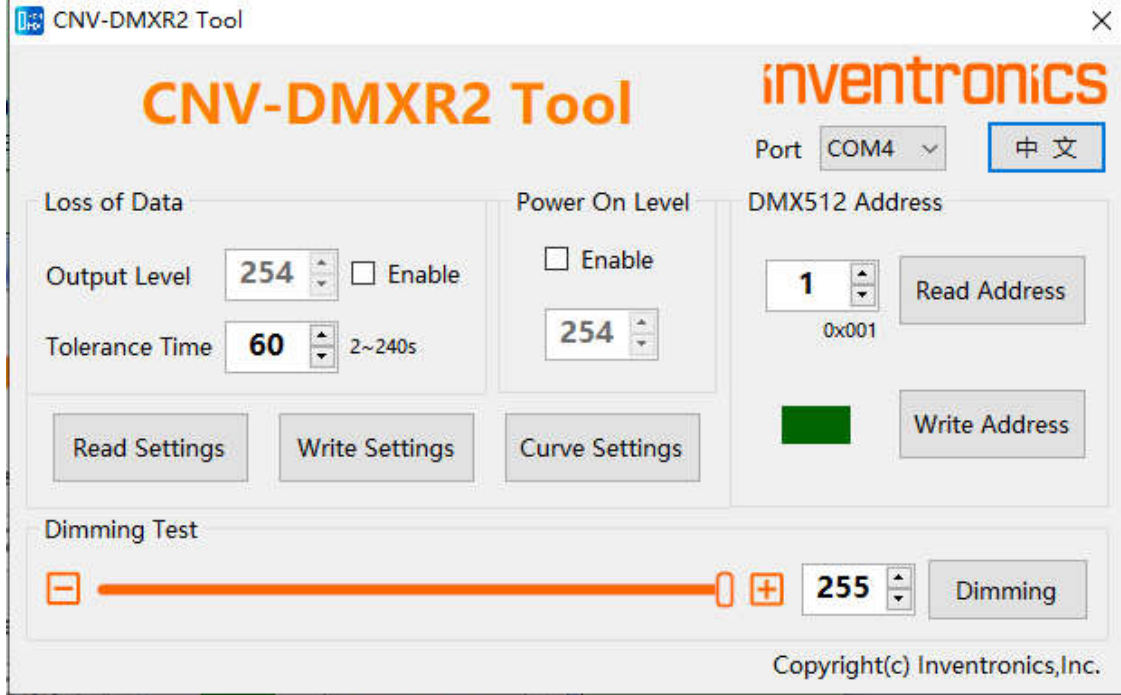 CNV-DMXR2 Tool
CNV-DMXR2 Tool
inventronics
Port COM4 中 文
Loss of Data
Output Level 254 Enable
Tolerance Time 60 2~240s
Power On Level
Enable
254
DMX512 Address
1 Read Address
0x001
Write Address
Read Settings Write Settings Curve Settings
Dimming Test
255 Dimming
Copyright(c) Inventronics,Inc.